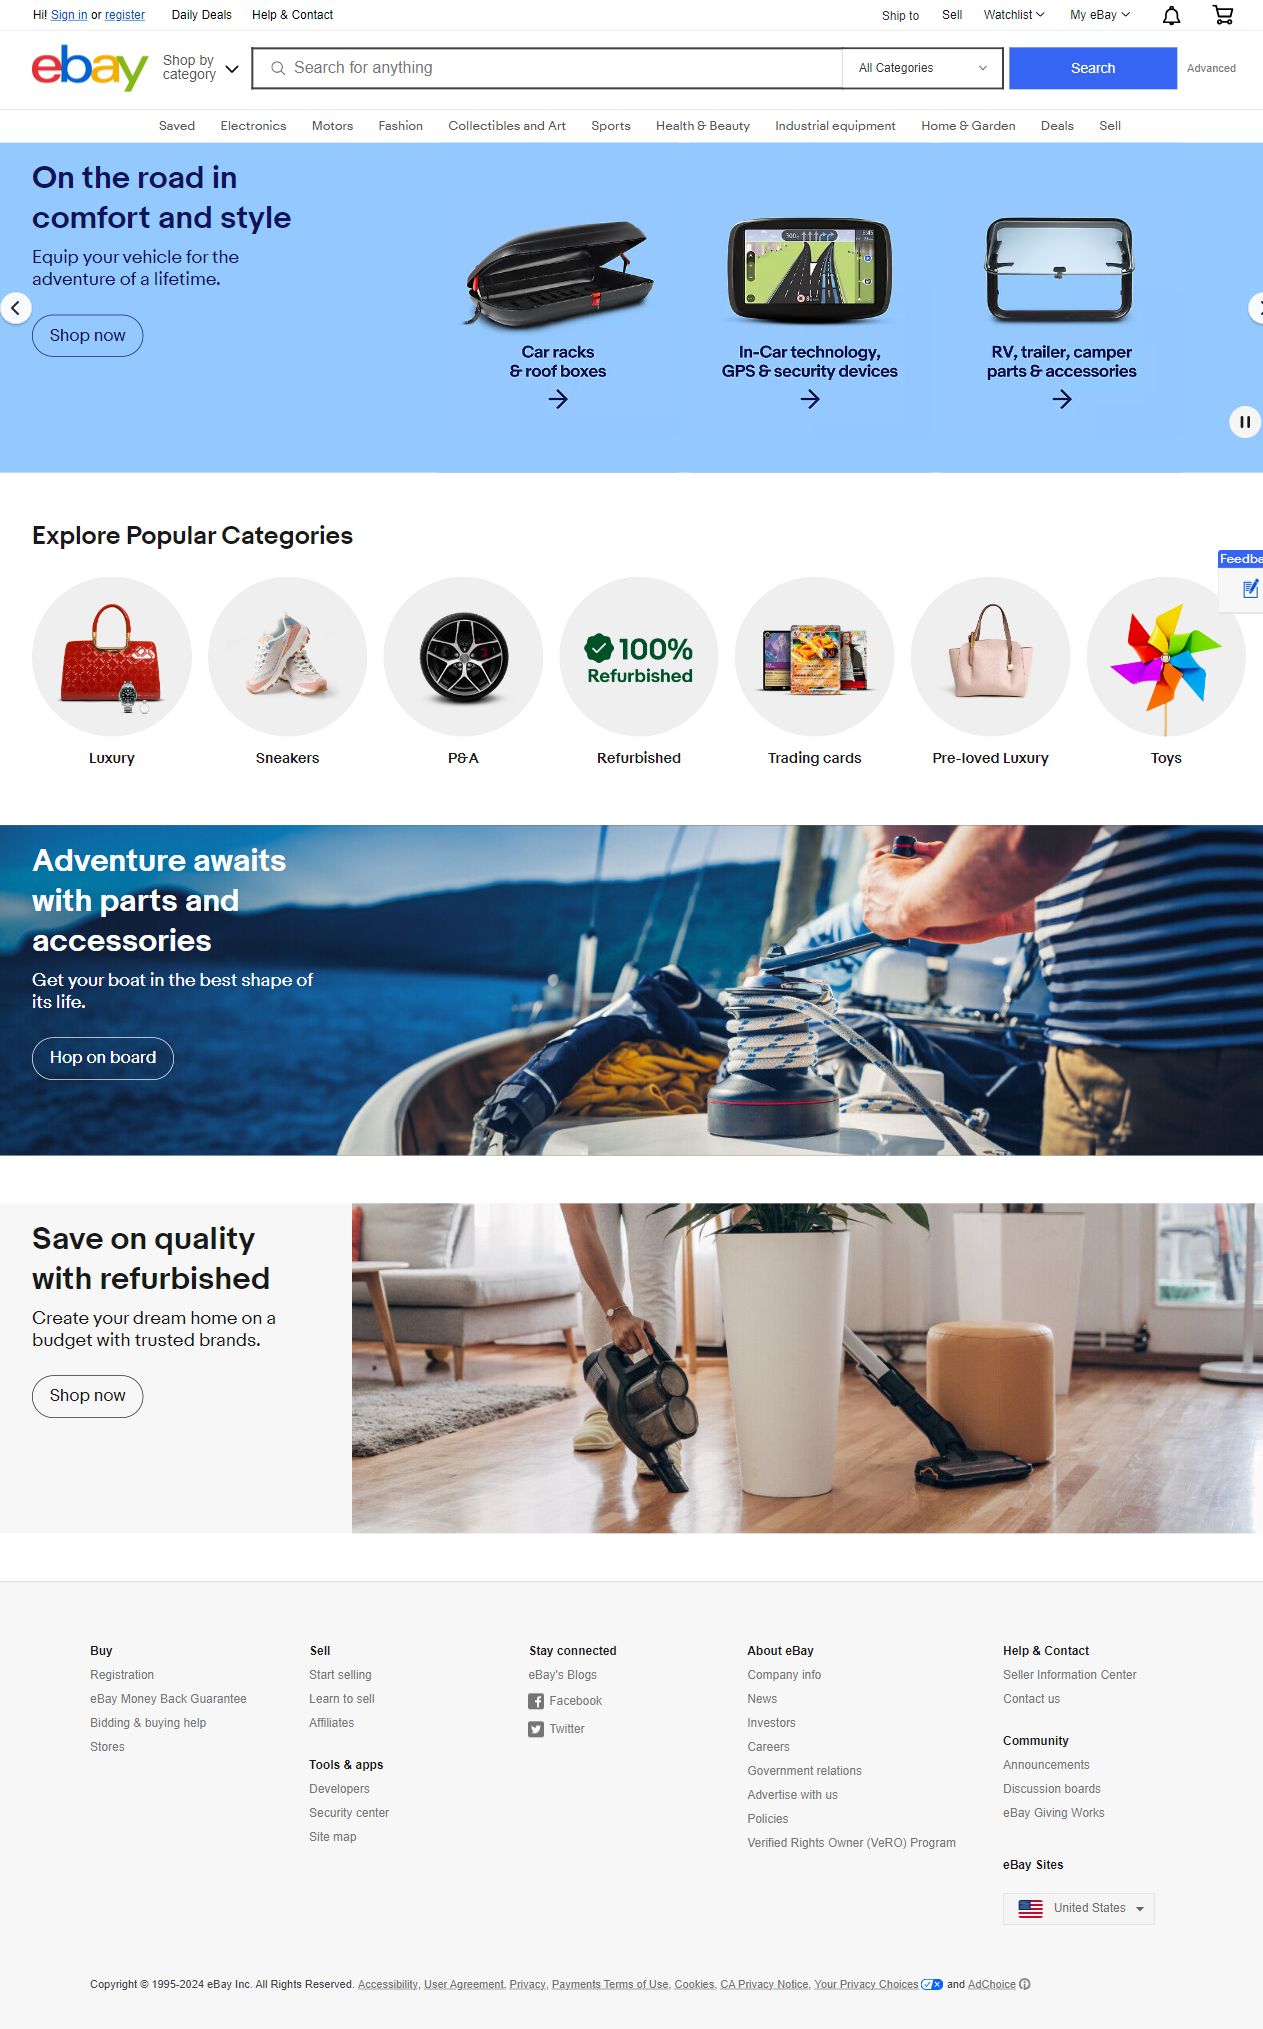 Hi! Sign in or register
Daily Deals
Help & Contact
Ship to
Sell
Watchlist
My eBay
ebay
Shop by
category
Search for anything
All Categories
Search
Advanced
Saved
Electronics
Motors
Fashion
Collectibles and Art
Sports
Health & Beauty
Industrial equipment
Home & Garden
Deals
Sell
On the road in
comfort and style
Equip your vehicle for the
adventure of a lifetime.
Shop now
Car racks
& roof boxes
In-Car technology,
GPS & security devices
RV, trailer, camper
parts & accessories
Explore Popular Categories
100%
Refurbished
Luxury
Sneakers
P&A
Refurbished
Trading cards
Pre-loved Luxury
Toys
Adventure awaits
with parts and
accessories
Get your boat in the best shape of
its life.
Hop on board
Save on quality
with refurbished
Create your dream home on a
budget with trusted brands.
Shop now
Buy
Registration
eBay Money Back Guarantee
Bidding & buying help
Stores
Sell
Start selling
Learn to sell
Affiliates
Tools & apps
Developers
Security center
Site map
Stay connected
eBay's Blogs
Facebook
Twitter
About eBay
Company info
News
Investors
Careers
Government relations
Advertise with us
Policies
Verified Rights Owner (VeRO) Program
Help & Contact
Seller Information Center
Contact us
Community
Announcements
Discussion boards
eBay Giving Works
eBay Sites
United States
Copyright © 1995-2024 eBay Inc. All Rights Reserved. Accessibility, User Agreement, Privacy, Payments Terms of Use, Cookies, CA Privacy Notice, Your Privacy Choices and AdChoice